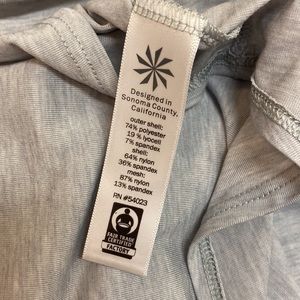 Designed in
Sonoma County,
California
outer shell:
74% polyester
19% lyocell
7% spandex
shell:
64% nylon
36% spandex
mesh:
87% nylon
13% spandex
RN #54023
FAIR TRADE
CERTIFIED
FACTORY